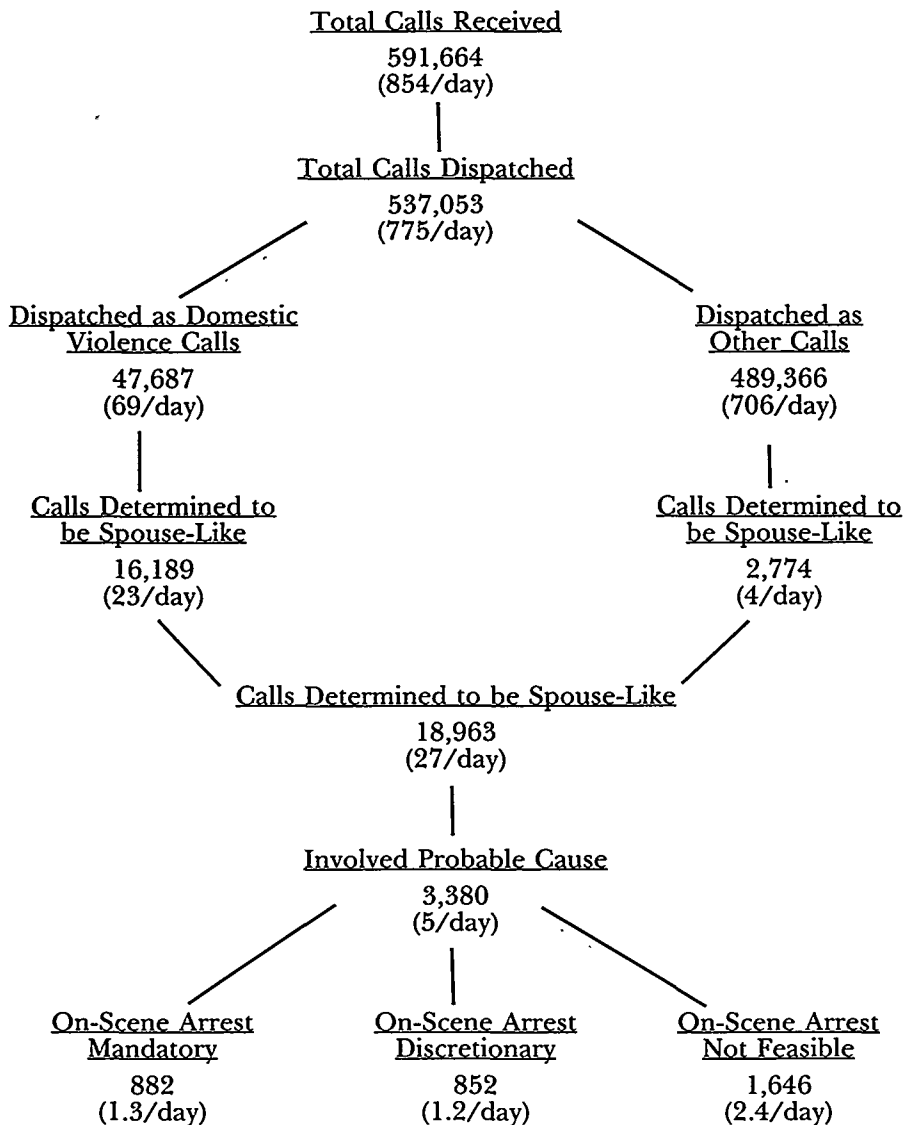 Total Calls Received
591,664
(854/day)
Total Calls Dispatched
537,053
(775/day)
Dispatched as Domestic
Violence Calls
47,687
(69/day)
Dispatched as
Other Calls
489,366
(706/day)
Calls Determined to
be Spouse-Like
16,189
(23/day)
Calls Determined to
be Spouse-Like
2,774
(4/day)
Calls Determined to be Spouse-Like
18,963
(27/day)
Involved Probable Cause
3,380
(5/day)
On-Scene Arrest
Mandatory
882
(1.3/day)
On-Scene Arrest
Discretionary
852
(1.2/day)
On-Scene Arrest
Not Feasible
1,646
(2.4/day)